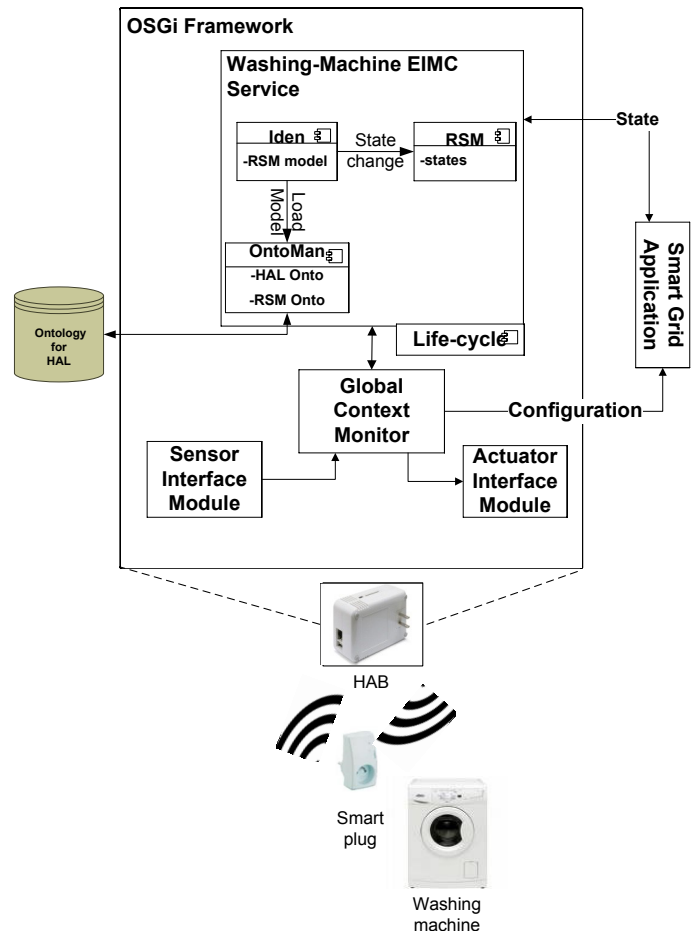 OSGi Framework
Washing-Machine EIMC
Service
Iden
-RSM model
State
change
RSM
-states
State
Load
Model
OntoMan
-HAL Onto
-RSM Onto
Smart Grid
Application
Ontology
for
HAL
Life-cycle
Global
Context
Monitor
Configuration
Sensor
Interface
Module
Actuator
Interface
Module
HAB
Smart
plug
Washing
machine